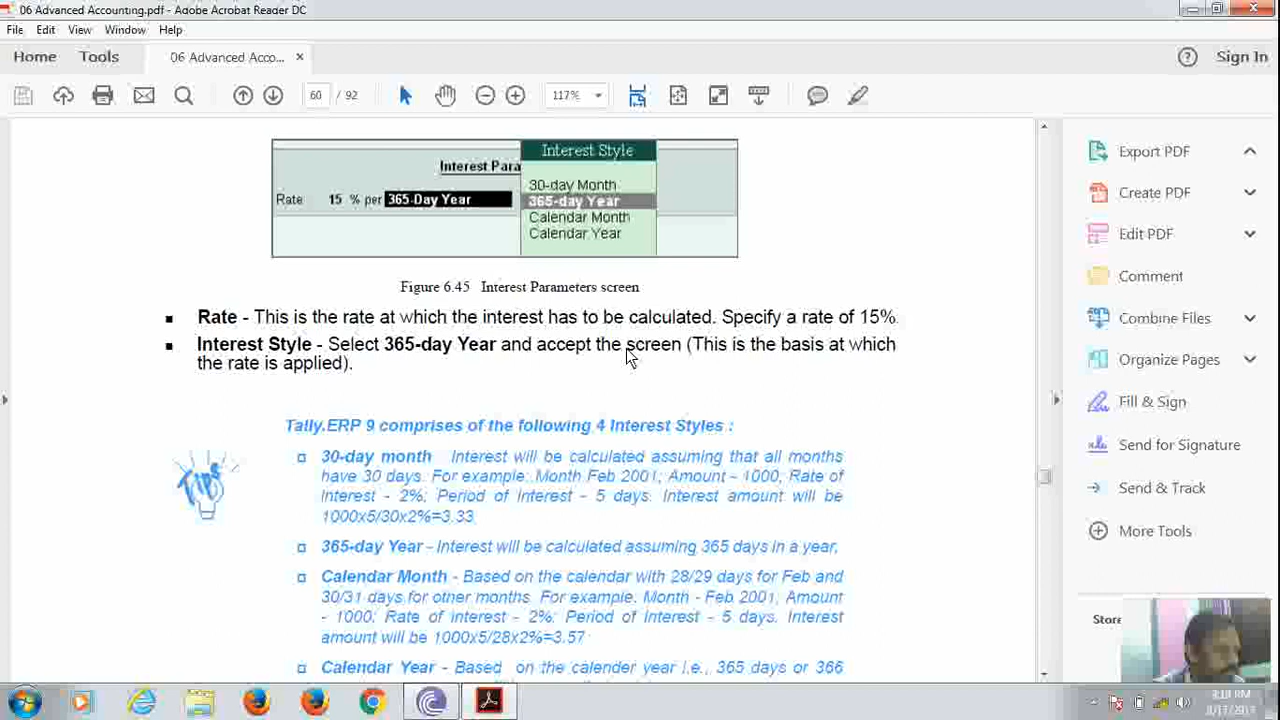 06 Advanced Accounting.pdf - Adobe Acrobat Reader DC
File Edit View Window Help
Home Tools 06 Advanced Acco... × Sign In
60 / 92 117%
Interest Style
Interest Para
30-day Month
Rate 15 % per 365-Day Year 365-day Year
Calendar Month
Calendar Year
Figure 6.45 Interest Parameters screen
Rate - This is the rate at which the interest has to be calculated. Specify a rate of 15%.
Interest Style - Select 365-day Year and accept the screen (This is the basis at which
the rate is applied).
Tally.ERP 9 comprises of the following 4 Interest Styles :
Tips
30-day month Interest will be calculated assuming that all months
have 30 days. For example: Month Feb 2001; Amount - 1000; Rate of
Interest - 2%; Period of Interest - 5 days. Interest amount will be
1000x5/30x2%=3.33
365-day Year - Interest will be calculated assuming 365 days in a year,
Calendar Month - Based on the calendar with 28/29 days for Feb and
30/31 days for other months. For example. Month - Feb 2001; Amount
- 1000; Rate of interest - 2%; Period of Interest - 5 days. Interest
amount will be 1000x5/28x2%=3.57
Calendar Year - Based on the calender year i.e., 365 days or 366
Export PDF
Create PDF
Edit PDF
Comment
Combine Files
Organize Pages
Fill & Sign
Send for Signature
Send & Track
More Tools
Store